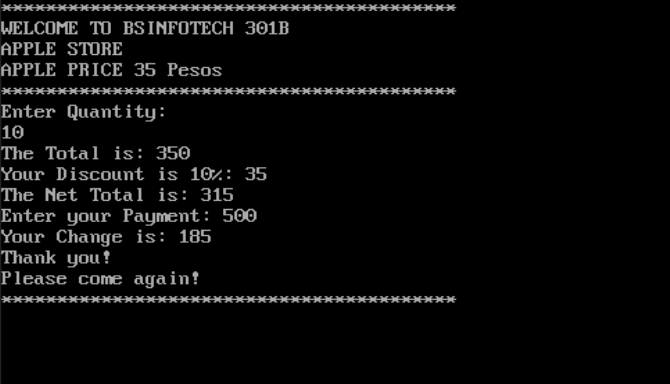 *******************************************
WELCOME TO BSINFOTECH 301B
APPLE STORE
APPLE PRICE 35 Pesos
*******************************************
Enter Quantity:
10
The Total is: 350
Your Discount is 10%: 35
The Net Total is: 315
Enter your Payment: 500
Your Change is: 185
Thank you!
Please come again!
*******************************************